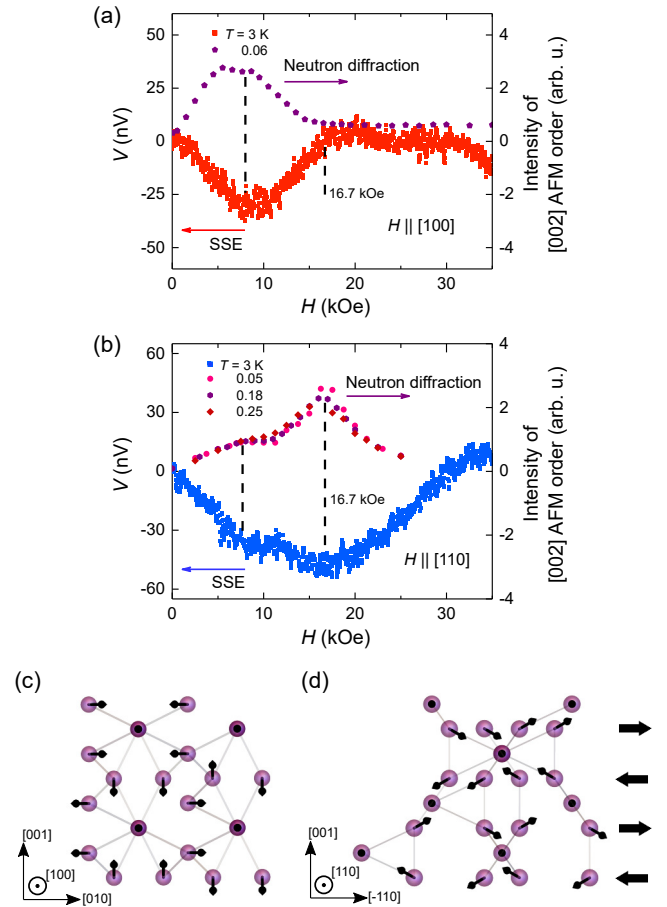 (a)
T = 3 K
0.06
Neutron diffraction
50
25
0
-25
-50
V (nV)
4
2
0
-2
-4
Intensity of
[002] AFM order (arb. u.)
16.7 kOe
SSE
H || [100]
0 10 20 30
H (kOe)
(b)
T = 3 K
0.05
0.18
0.25
Neutron diffraction
60
30
0
-30
-60
V (nV)
4
2
0
-2
-4
Intensity of
[002] AFM order (arb. u.)
16.7 kOe
SSE
H || [110]
0 10 20 30
H (kOe)
(c)
[001]
[100]
[010]
(d)
[001]
[110]
[-110]